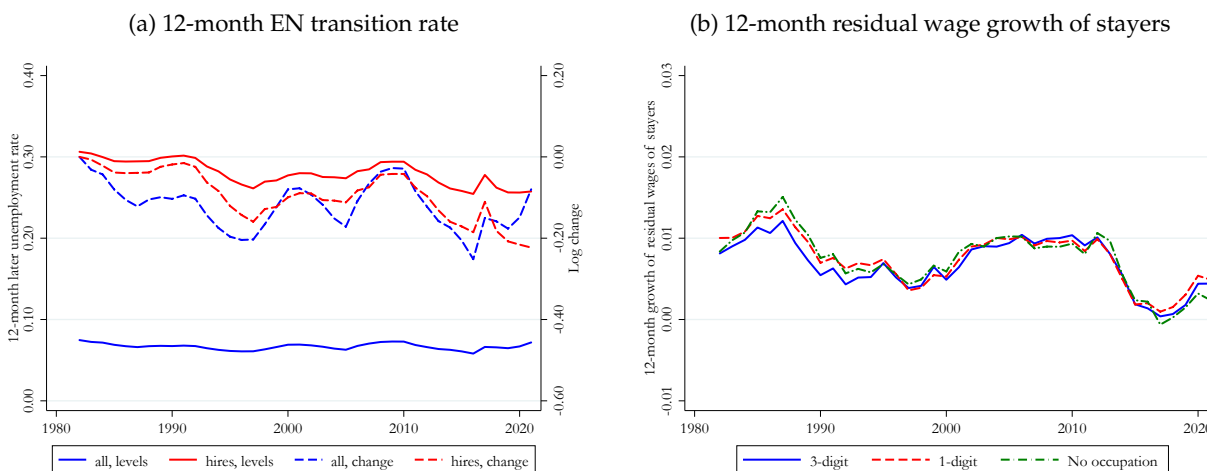 (a) 12-month EN transition rate
12-month later unemployment rate
0.40
0.30
0.20
0.10
0.00
0.20
0.00
-0.20
-0.40
-0.60
Log change
1980
1990
2000
2010
2020
all, levels
hires, levels
all, change
hires, change
(b) 12-month residual wage growth of stayers
12-month growth of residual wages of stayers
0.03
0.02
0.01
0.00
-0.01
1980
1990
2000
2010
2020
3-digit
1-digit
No occupation